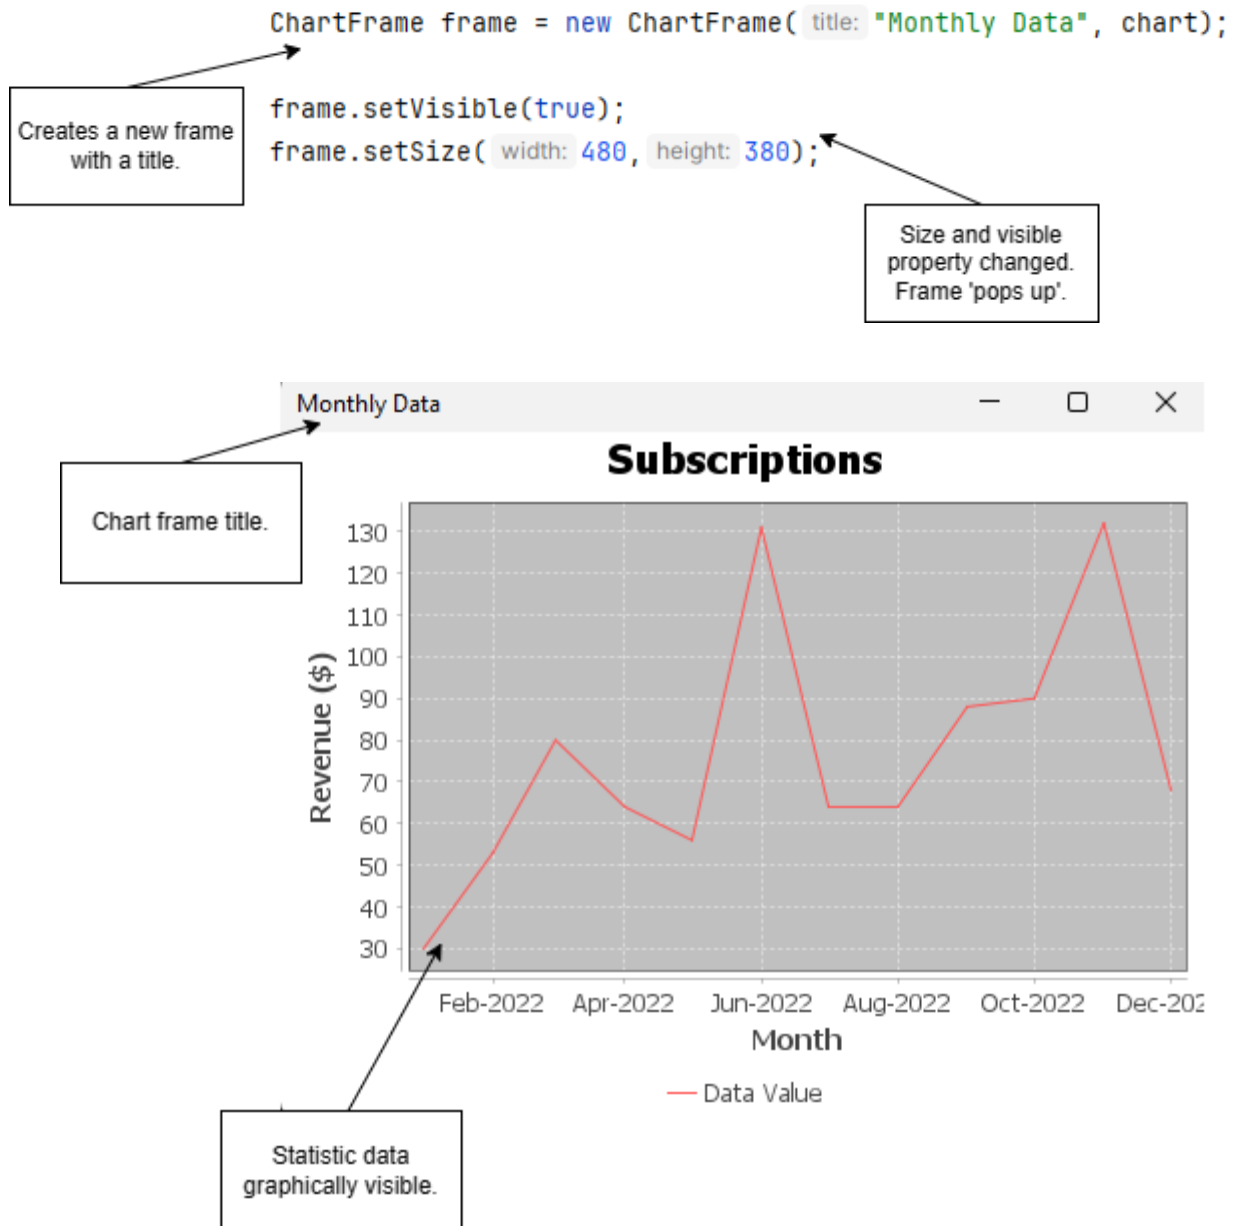 ChartFrame frame = new ChartFrame( title: "Monthly Data", chart);
Creates a new frame
with a title.
frame.setVisible(true);
frame.setSize( width: 480, height: 380);
Size and visible
property changed.
Frame 'pops up'.
Monthly Data
Chart frame title.
Subscriptions
Revenue ($)
130
120
110
100
90
80
70
60
50
40
30
Feb-2022 Apr-2022 Jun-2022 Aug-2022 Oct-2022 Dec-202
Month
Data Value
Statistic data
graphically visible.